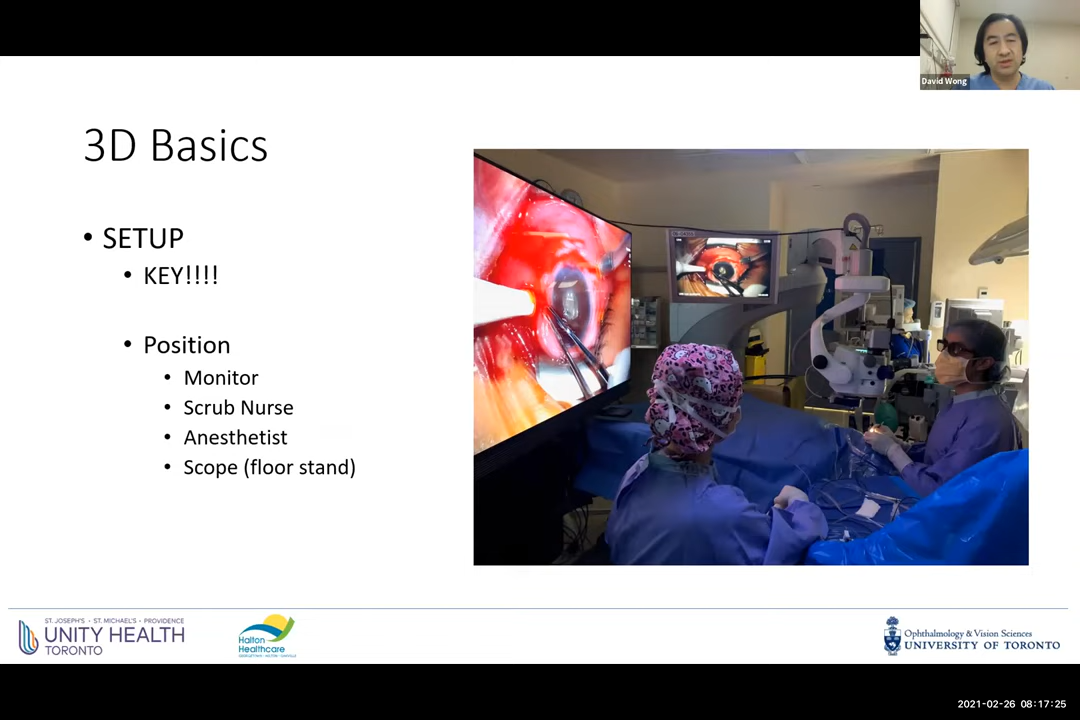 David Wong
3D Basics
• SETUP
• KEY!!!!
• Position
• Monitor
• Scrub Nurse
• Anesthetist
• Scope (floor stand)
ST. JOSEPH'S • ST. MICHAEL'S • PROVIDENCE
UNITY HEALTH
TORONTO
Halton
Healthcare
Ophthalmology & Vision Sciences
UNIVERSITY OF TORONTO
2021-02-26 08:17:25